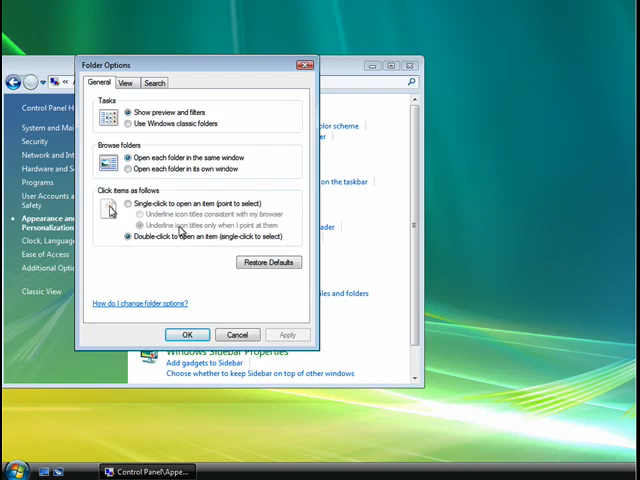 Folder Options
General
View
Search
Tasks
Show preview and filters
Use Windows classic folders
Browse folders
Open each folder in the same window
Open each folder in its own window
Click items as follows
Single-click to open an item (point to select)
Underline icon titles consistent with my browser
Underline icon titles only when I point at them
Double-click to open an item (single-click to select)
Restore Defaults
How do I change folder options?
OK
Cancel
Apply
Control Panel H
System and Mai
Security
Network and Int
Hardware and S
Programs
User Accounts a
Appearance and
Personalization
Clock, Language,
Ease of Access
Additional Optio
Classic View
olor scheme
on the taskbar
ader
iles and folders
Windows Sidebar Properties
Add gadgets to Sidebar
Choose whether to keep Sidebar on top of other windows
Control Panel\Appe...